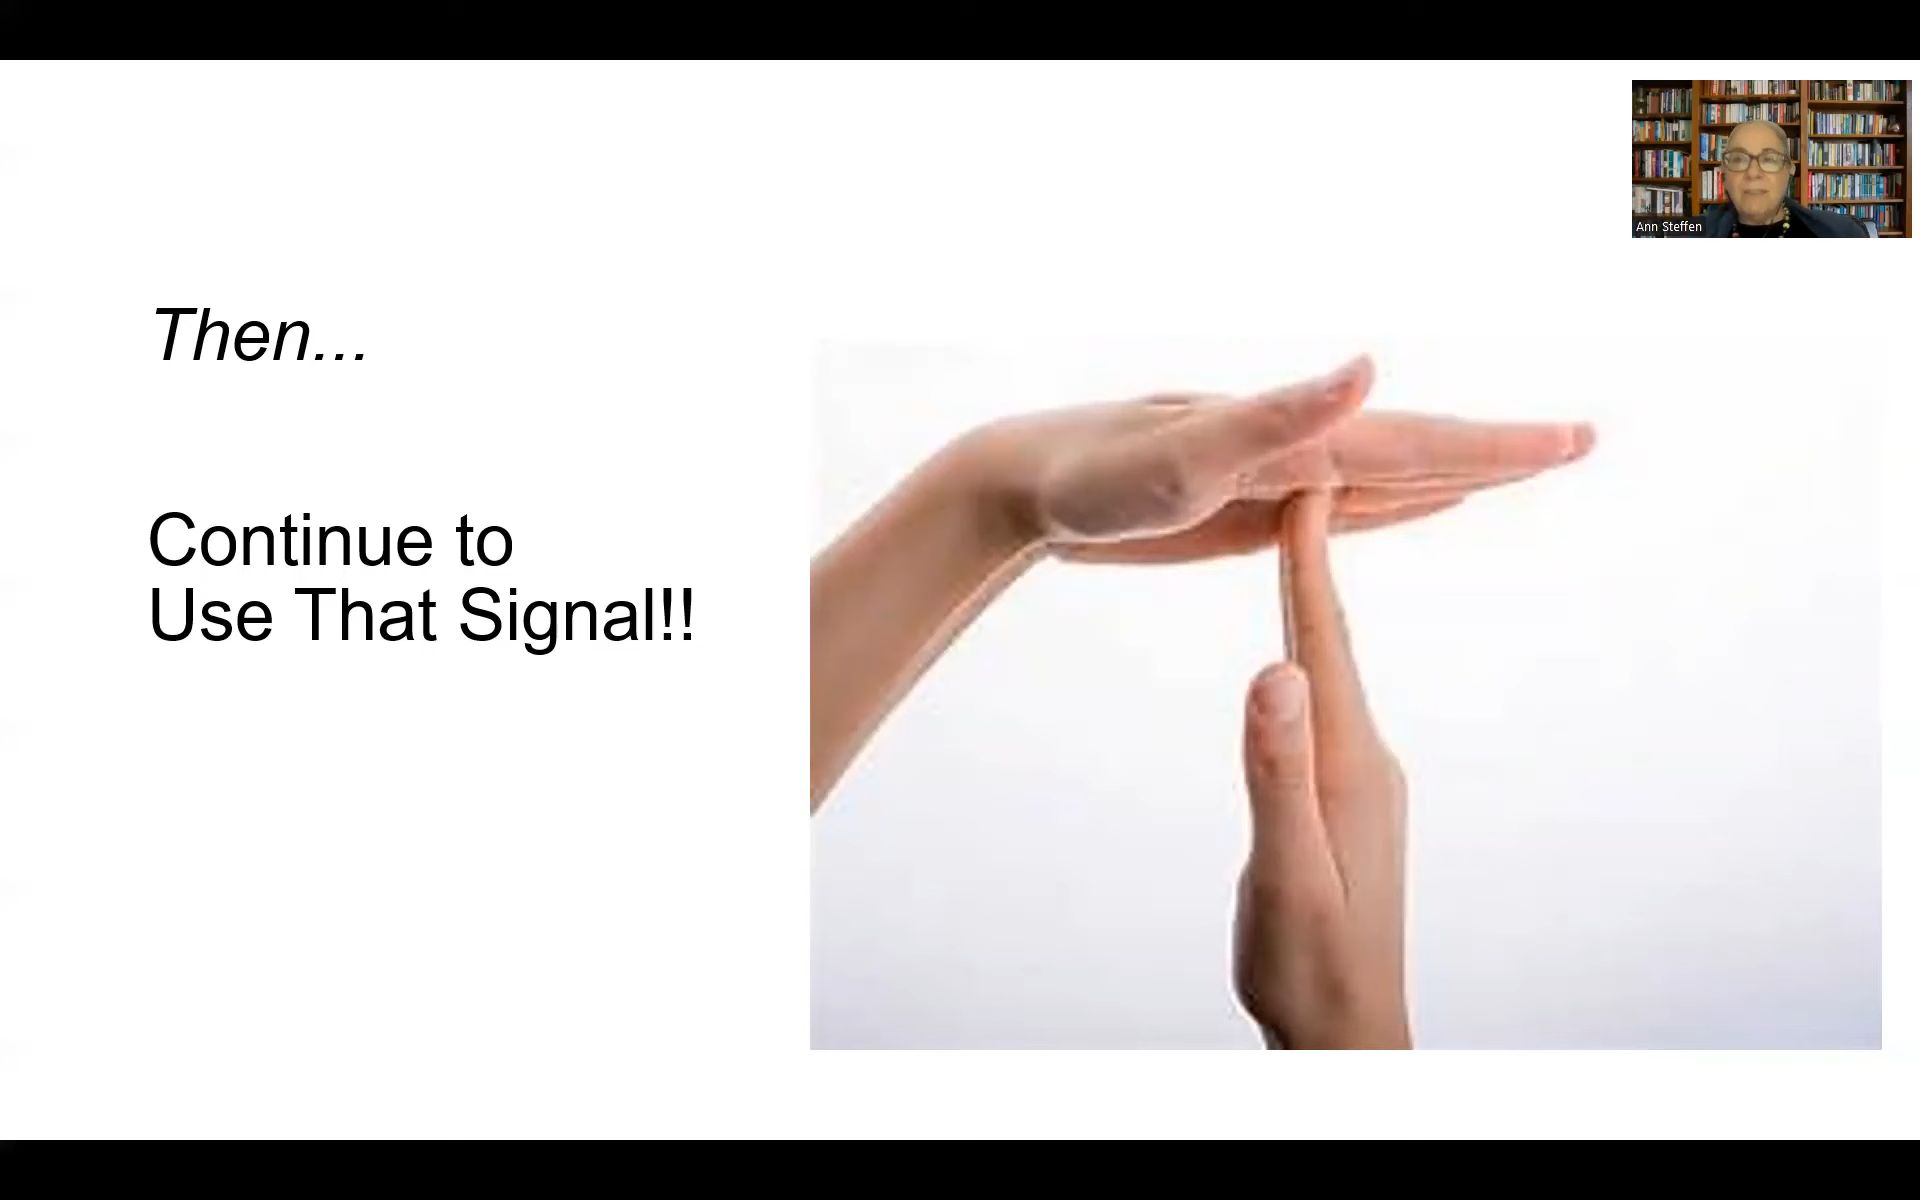 Ann Steffen
Then...
Continue to
Use That Signal!!